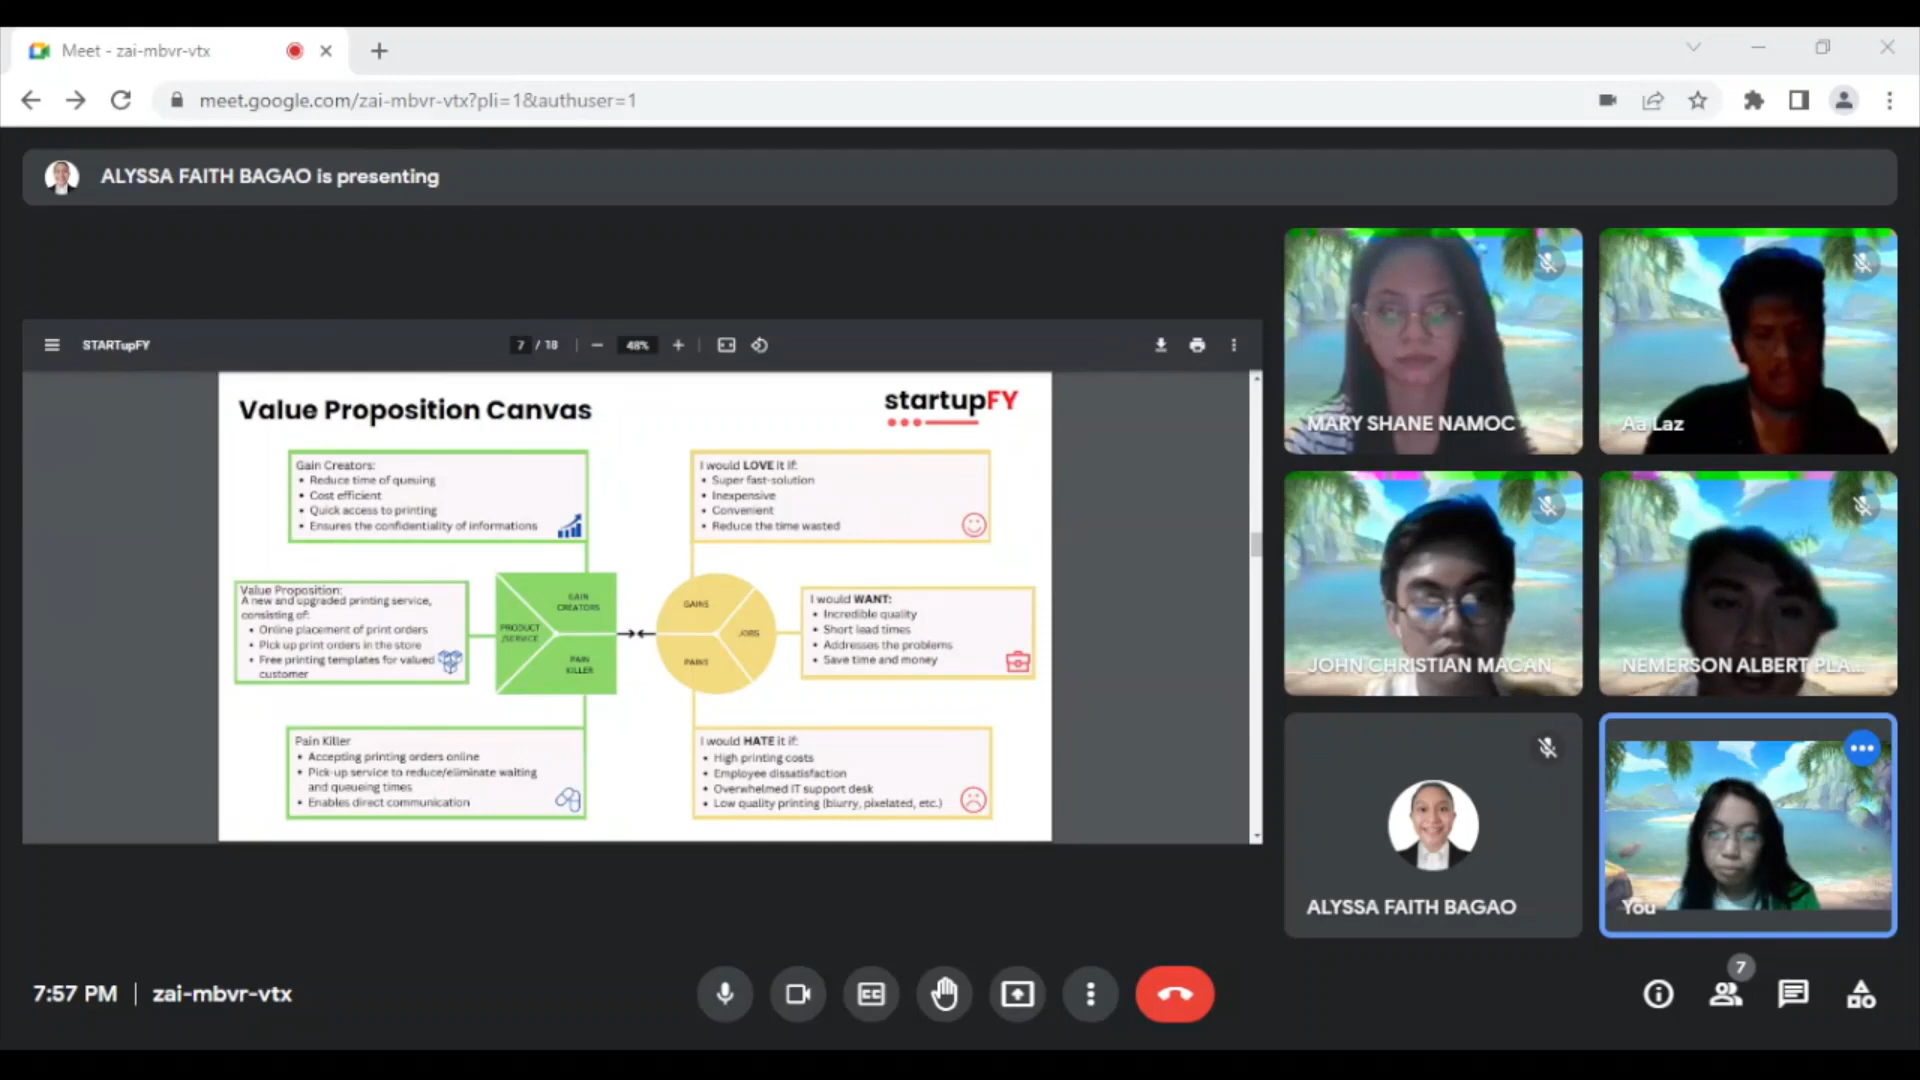 Meet - zai-mbvr-vtx
meet.google.com/zai-mbvr-vtx?pli=1&authuser=1
ALYSSA FAITH BAGAO is presenting
STARTupFY
7 / 18
48%
Value Proposition Canvas
startupFY
Gain Creators:
• Reduce time of queuing
• Cost efficient
• Quick access to printing
• Ensures the confidentiality of informations
I would LOVE it if:
• Super fast-solution
• Inexpensive
• Convenient
• Reduce the time wasted
Value Proposition:
A new and upgraded printing service,
consisting of:
• Online placement of print orders
• Pick up print orders in the store
• Free printing templates for valued
customer
GAIN
CREATORS
PRODUCT
/SERVICE
PAIN
KILLER
GAINS
JOBS
PAINS
I would WANT:
• Incredible quality
• Short lead times
• Addresses the problems
• Save time and money
Pain Killer
• Accepting printing orders online
• Pick-up service to reduce/eliminate waiting
and queueing times
• Enables direct communication
I would HATE it if:
• High printing costs
• Employee dissatisfaction
• Overwhelmed IT support desk
• Low quality printing (blurry, pixelated, etc.)
MARY SHANE NAMOC
Aa Laz
JOHN CHRISTIAN MACAN
NEMERSON ALBERT PLA...
ALYSSA FAITH BAGAO
You
7:57 PM | zai-mbvr-vtx
CC
7